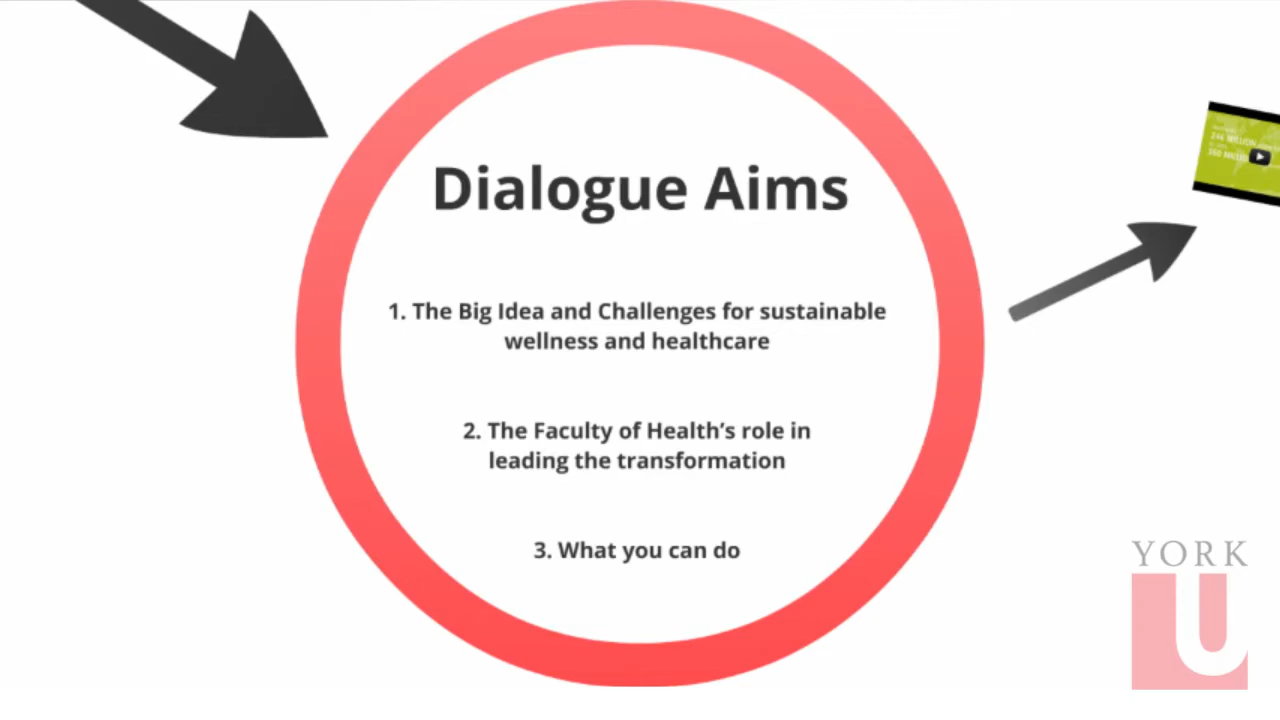 Dialogue Aims
1. The Big Idea and Challenges for sustainable
wellness and healthcare
2. The Faculty of Health's role in
leading the transformation
3. What you can do
YORK
U